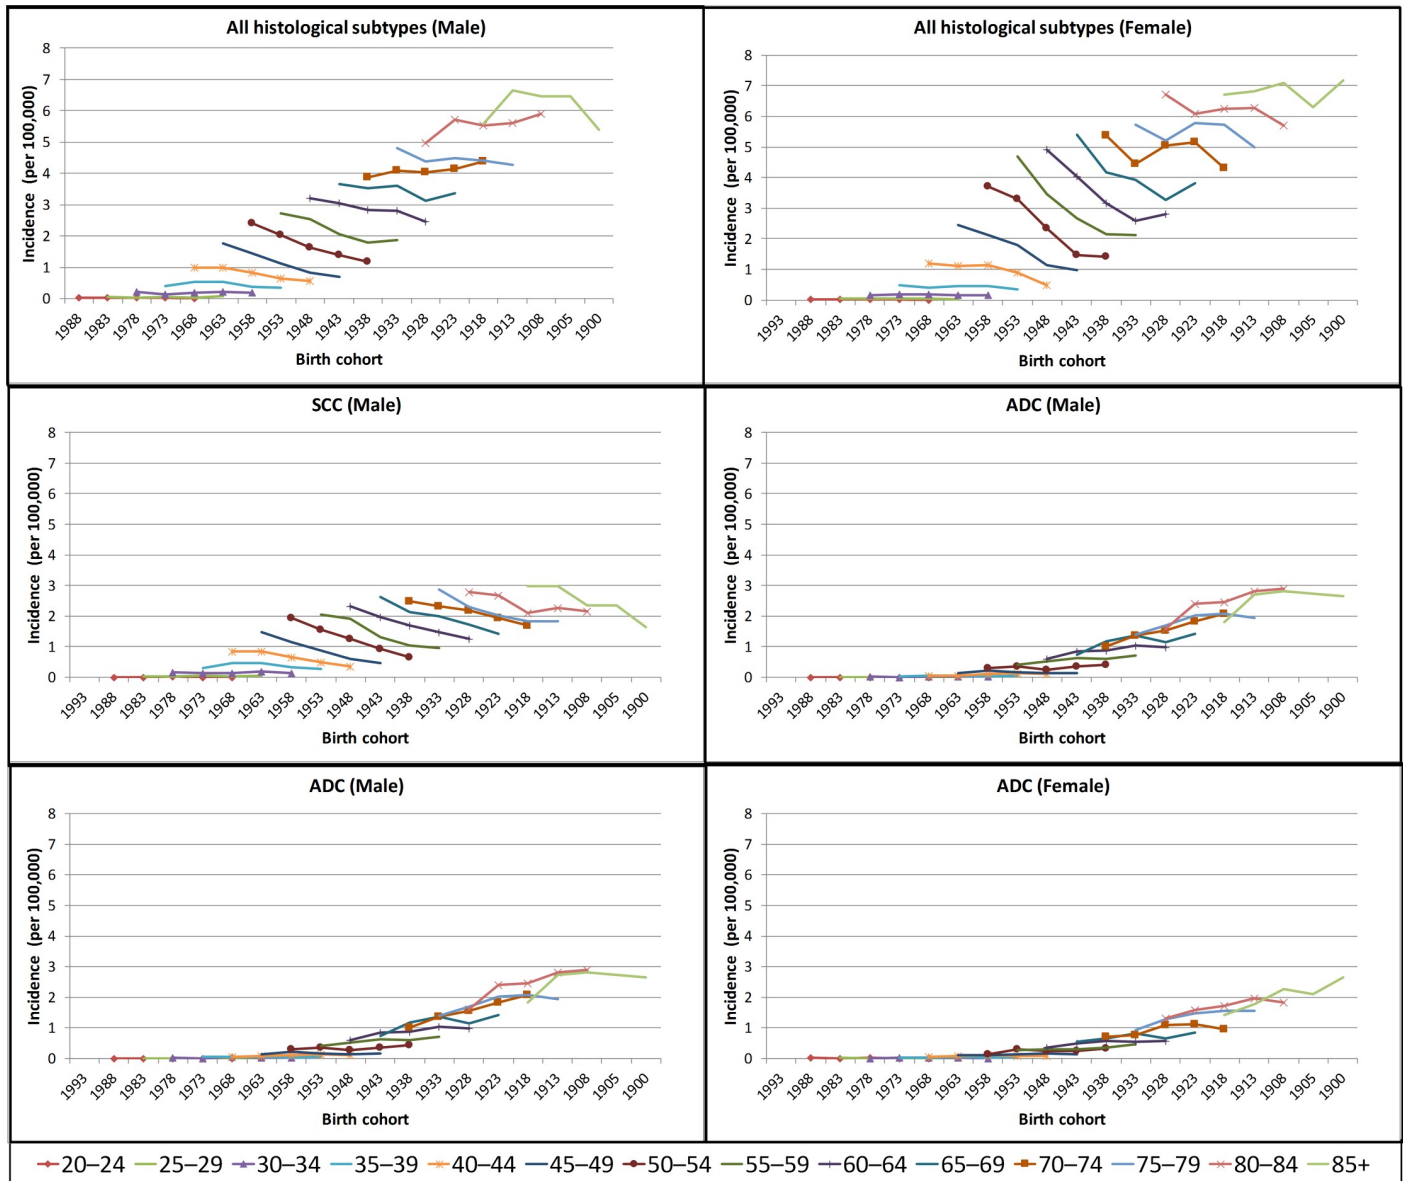 All histological subtypes (Male)
Incidence (per 100,000)
8
7
6
5
4
3
2
1
0
1988 1983 1978 1973 1968 1963 1958 1953 1948 1943 1938 1933 1928 1923 1918 1913 1908 1905 1900
Birth cohort
All histological subtypes (Female)
Incidence (per 100,000)
8
7
6
5
4
3
2
1
0
1993 1988 1983 1978 1973 1968 1963 1958 1953 1948 1943 1938 1933 1928 1923 1918 1913 1908 1905 1900
Birth cohort
SCC (Male)
Incidence (per 100,000)
8
7
6
5
4
3
2
1
0
1993 1988 1983 1978 1973 1968 1963 1958 1953 1948 1943 1938 1933 1928 1923 1918 1913 1908 1905 1900
Birth cohort
ADC (Male)
Incidence (per 100,000)
8
7
6
5
4
3
2
1
0
1993 1988 1983 1978 1973 1968 1963 1958 1953 1948 1943 1938 1933 1928 1923 1918 1913 1908 1905 1900
Birth cohort
ADC (Male)
Incidence (per 100,000)
8
7
6
5
4
3
2
1
0
1993 1988 1983 1978 1973 1968 1963 1958 1953 1948 1943 1938 1933 1928 1923 1918 1913 1908 1905 1900
Birth cohort
ADC (Female)
Incidence (per 100,000)
8
7
6
5
4
3
2
1
0
1993 1988 1983 1978 1973 1968 1963 1958 1953 1948 1943 1938 1933 1928 1923 1918 1913 1908 1905 1900
Birth cohort
20–24 25–29 30–34 35–39 40–44 45–49 50–54 55–59 60–64 65–69 70–74 75–79 80–84 85+